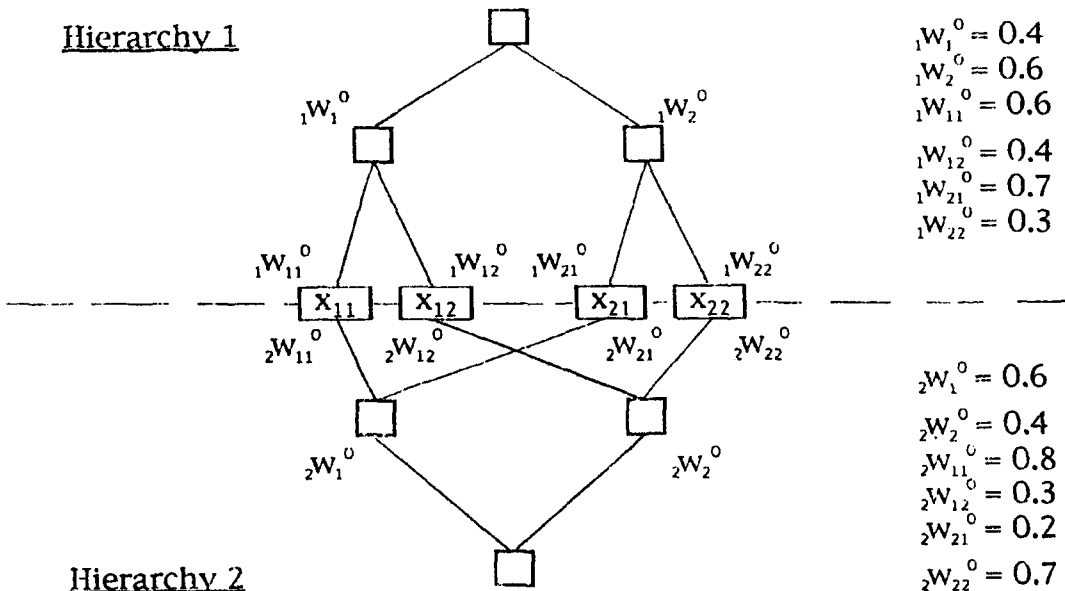 Hierarchy 1
₁W₁⁰ = 0.4
₁W₂⁰ = 0.6
₁W₁₁⁰ = 0.6
₁W₁₂⁰ = 0.4
₁W₂₁⁰ = 0.7
₁W₂₂⁰ = 0.3
₁W₁⁰ ₁W₂⁰
₁W₁₁⁰ ₁W₁₂⁰ ₁W₂₁⁰ ₁W₂₂⁰
X₁₁ X₁₂ X₂₁ X₂₂
₂W₁₁⁰ ₂W₁₂⁰ ₂W₂₁⁰ ₂W₂₂⁰
₂W₁⁰ ₂W₂⁰
₂W₁⁰ = 0.6
₂W₂⁰ = 0.4
₂W₁₁⁰ = 0.8
₂W₁₂⁰ = 0.3
₂W₂₁⁰ = 0.2
₂W₂₂⁰ = 0.7
Hierarchy 2